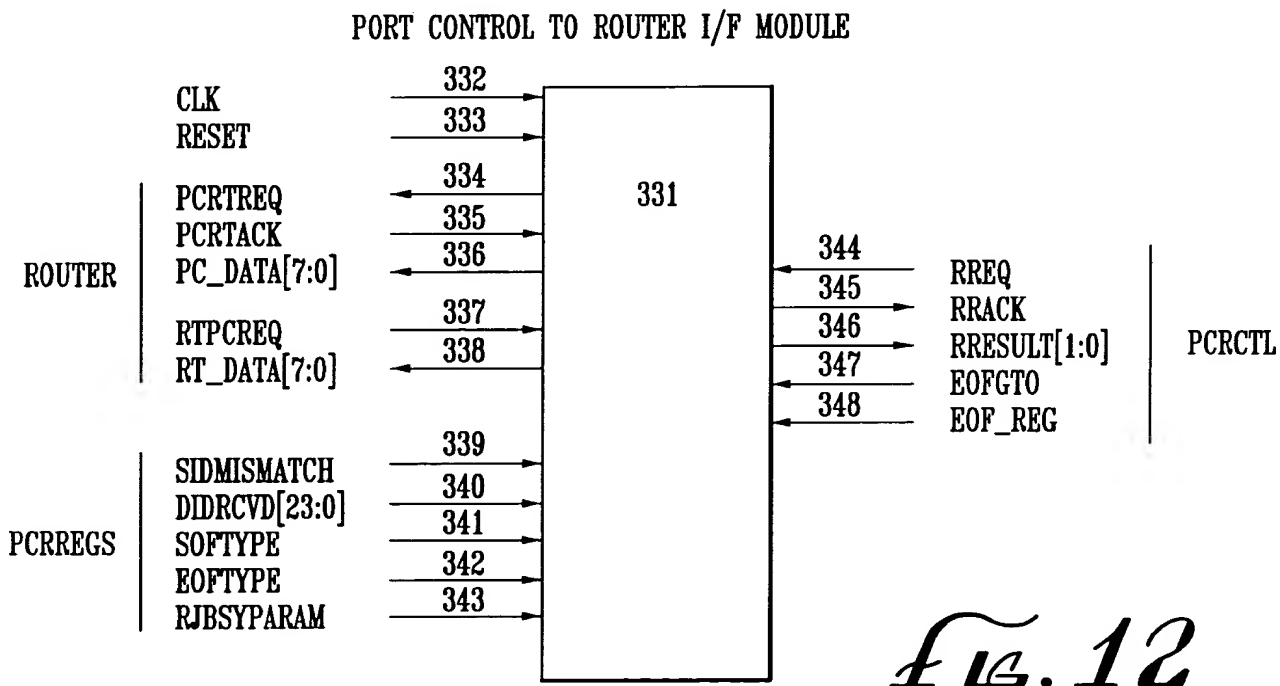 PORT CONTROL TO ROUTER I/F MODULE
CLK 332
RESET 333
331
ROUTER
PCRTREQ 334
PCRTACK 335
PC_DATA[7:0] 336
RTPCREQ 337
RT_DATA[7:0] 338
PCRREGS
SIDMISMATCH 339
DIDRCVD[23:0] 340
SOFTYPE 341
EOFTYPE 342
RJBSYPARAM 343
344 RREQ
345 RRACK
346 RRESULT[1:0]
347 EOFGTO
348 EOF_REG
PCRCTL
FIG. 12